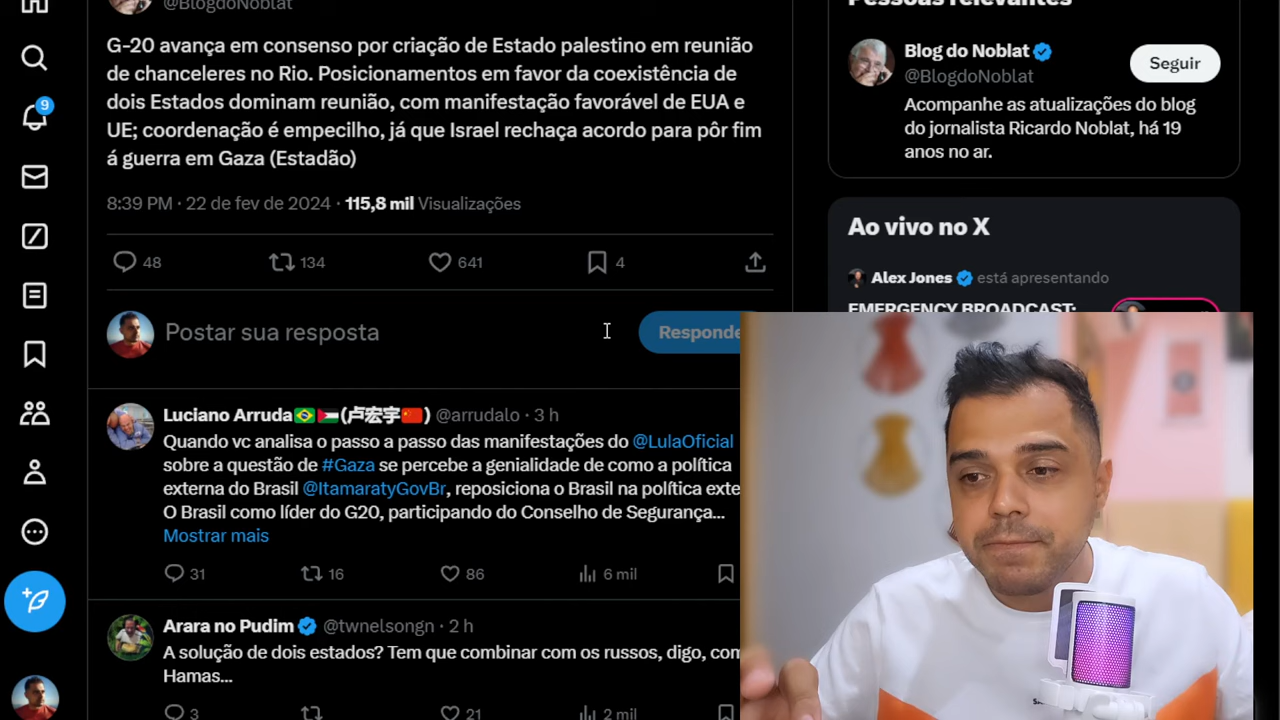 @BlogdoNoblat
G-20 avança em consenso por criação de Estado palestino em reunião
de chanceleres no Rio. Posicionamentos em favor da coexistência de
dois Estados dominam reunião, com manifestação favorável de EUA e
UE; coordenação é empecilho, já que Israel rechaça acordo para pôr fim
á guerra em Gaza (Estadão)
8:39 PM · 22 de fev de 2024 · 115,8 mil Visualizações
48 134 641 4
Postar sua resposta
Responde
Luciano Arruda🇧🇷🇵🇸(卢宏宇🇨🇳) @arrudalo · 3 h
Quando vc analisa o passo a passo das manifestações do @LulaOficial
sobre a questão de #Gaza se percebe a genialidade de como a política
externa do Brasil @ItamaratyGovBr, reposiciona o Brasil na política exte
O Brasil como líder do G20, participando do Conselho de Segurança...
Mostrar mais
31 16 86 6 mil
Arara no Pudim @twnelsongn · 2 h
A solução de dois estados? Tem que combinar com os russos, digo, com
Hamas...
3 21 2 mil
9
Pessoas relevantes
Blog do Noblat
@BlogdoNoblat
Seguir
Acompanhe as atualizações do blog
do jornalista Ricardo Noblat, há 19
anos no ar.
Ao vivo no X
Alex Jones está apresentando
EMERGENCY BROADCAST: